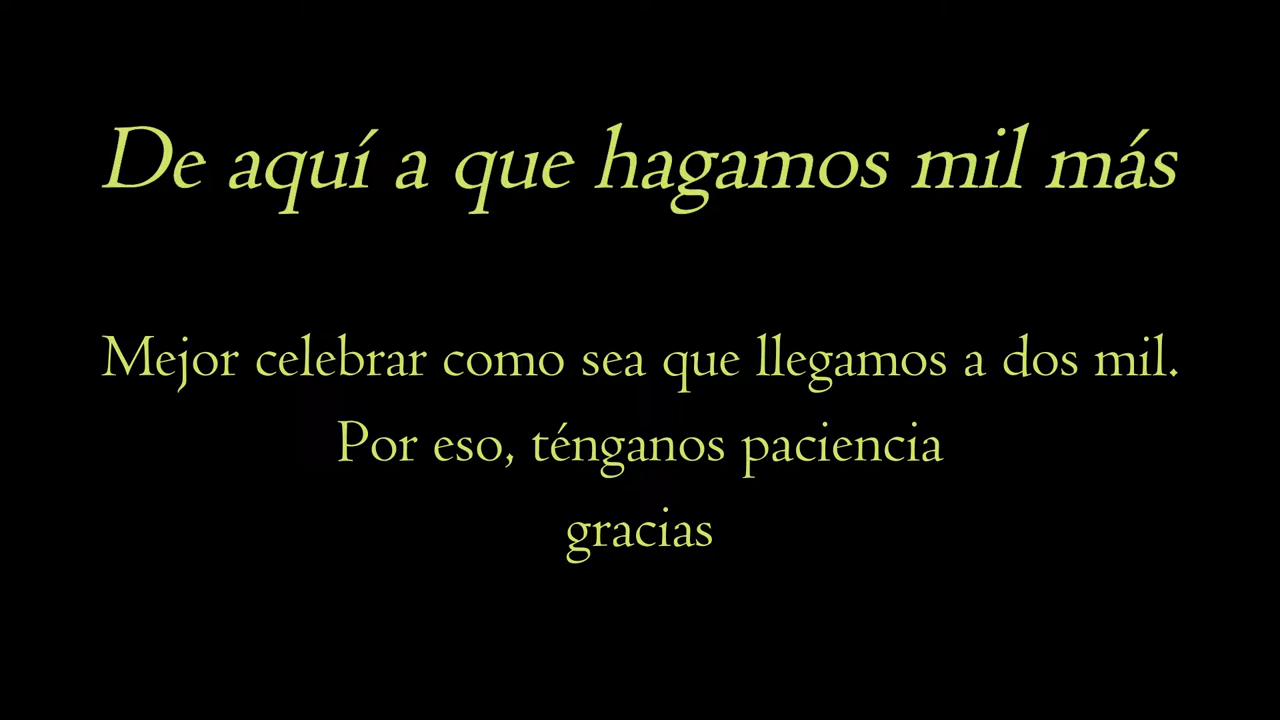 De aquí a que hagamos mil más
Mejor celebrar como sea que llegamos a dos mil.
Por eso, ténganos paciencia
gracias